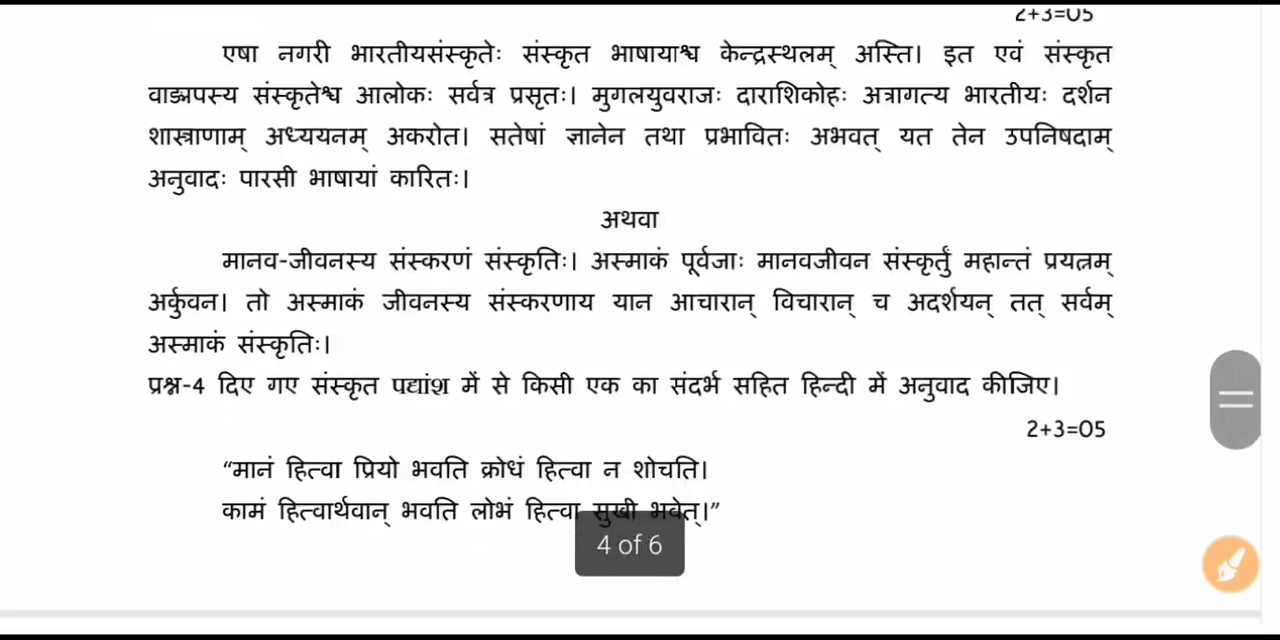 2+3=05
एषा नगरी भारतीयसंस्कृतेः संस्कृत भाषायाश्च केन्द्रस्थलम् अस्ति। इत एवं संस्कृत
वाङ्मपस्य संस्कृतेश्च आलोकः सर्वत्र प्रसृतः। मुगलयुवराजः दाराशिकोहः अत्रागत्य भारतीयः दर्शन
शास्त्राणाम् अध्ययनम् अकरोत। सतेषां ज्ञानेन तथा प्रभावितः अभवत् यत तेन उपनिषदाम्
अनुवादः पारसी भाषायां कारितः।
अथवा
मानव-जीवनस्य संस्करणं संस्कृतिः। अस्माकं पूर्वजाः मानवजीवन संस्कृर्तुं महान्तं प्रयत्नम्
अर्कुवन। तो अस्माकं जीवनस्य संस्करणाय यान आचारान् विचारान् च अदर्शयन् तत् सर्वम्
अस्माकं संस्कृतिः।
प्रश्न-4 दिए गए संस्कृत पद्यांश में से किसी एक का संदर्भ सहित हिन्दी में अनुवाद कीजिए।
2+3=05
“मानं हित्वा प्रियो भवति क्रोधं हित्वा न शोचति।
कामं हित्वार्थवान् भवति लोभं हित्वा सुखी भवेत्।”
4 of 6